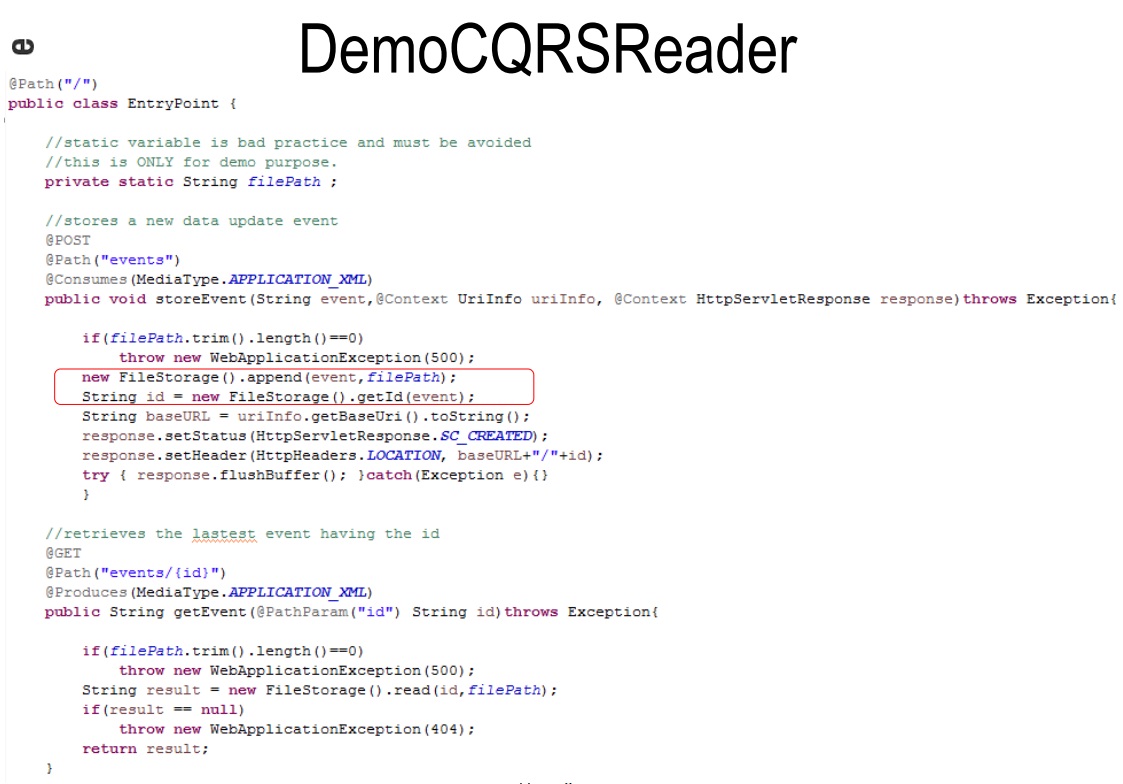 e
DemoCQRSReader
@Path("/")
public class EntryPoint {
//static variable is bad practice and must be avoided
//this is ONLY for demo purpose.
private static String filePath ;
//stores a new data update event
@POST
@Path("events")
@Consumes(MediaType.APPLICATION_XML)
public void storeEvent(String event,@Context UriInfo uriInfo, @Context HttpServletResponse response)throws Exception{
if(filePath.trim().length()==0)
throw new WebApplicationException(500);
new FileStorage().append(event,filePath);
String id = new FileStorage().getId(event);
String baseURL = uriInfo.getBaseUri().toString();
response.setStatus(HttpServletResponse.SC_CREATED);
response.setHeader(HttpHeaders.LOCATION, baseURL+"/"+id);
try { response.flushBuffer(); }catch(Exception e){}
}
//retrieves the lastest event having the id
@GET
@Path("events/{id}")
@Produces(MediaType.APPLICATION_XML)
public String getEvent(@PathParam("id") String id)throws Exception{
if(filePath.trim().length()==0)
throw new WebApplicationException(500);
String result = new FileStorage().read(id,filePath);
if(result == null)
throw new WebApplicationException(404);
return result;
}